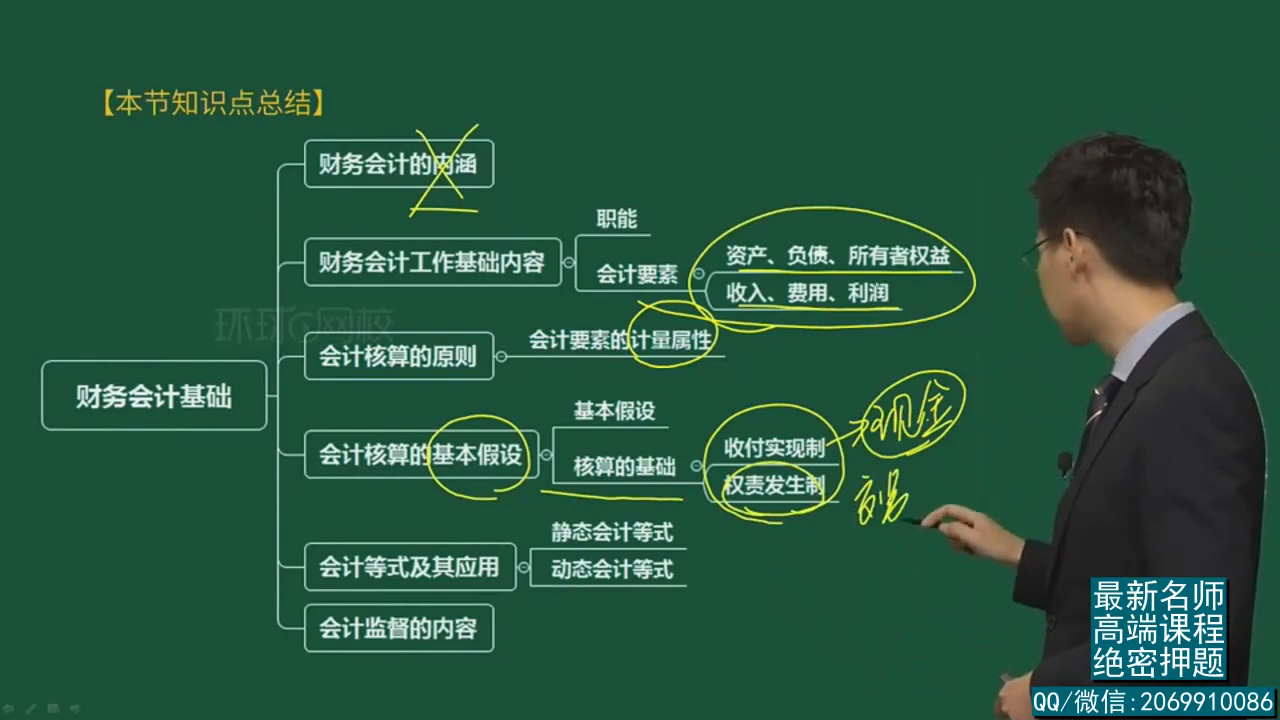 【本节知识点总结】
财务会计的内涵
职能
财务会计工作基础内容
会计要素
资产、负债、所有者权益
收入、费用、利润
环球网校
会计要素的计量属性
会计核算的原则
财务会计基础
基本假设
会计核算的基本假设
核算的基础
收付实现制
现金
权责发生制
交易
静态会计等式
会计等式及其应用
动态会计等式
会计监督的内容
最新名师
高端课程
绝密押题
QQ/微信:2069910086